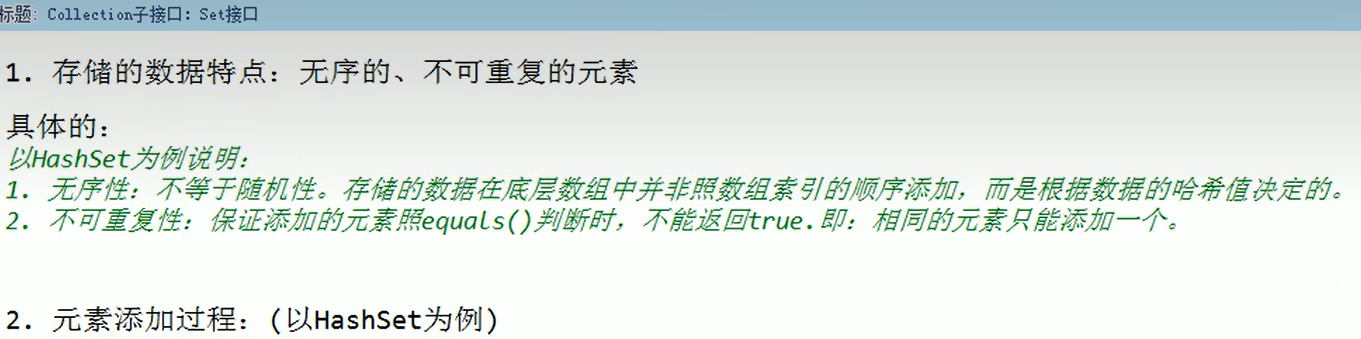 标题: Collection子接口: Set接口
1. 存储的数据特点: 无序的、不可重复的元素
具体的:
以HashSet为例说明:
1. 无序性: 不等于随机性。存储的数据在底层数组中并非照数组索引的顺序添加，而是根据数据的哈希值决定的。
2. 不可重复性: 保证添加的元素照equals()判断时，不能返回true.即: 相同的元素只能添加一个。
2. 元素添加过程: (以HashSet为例)